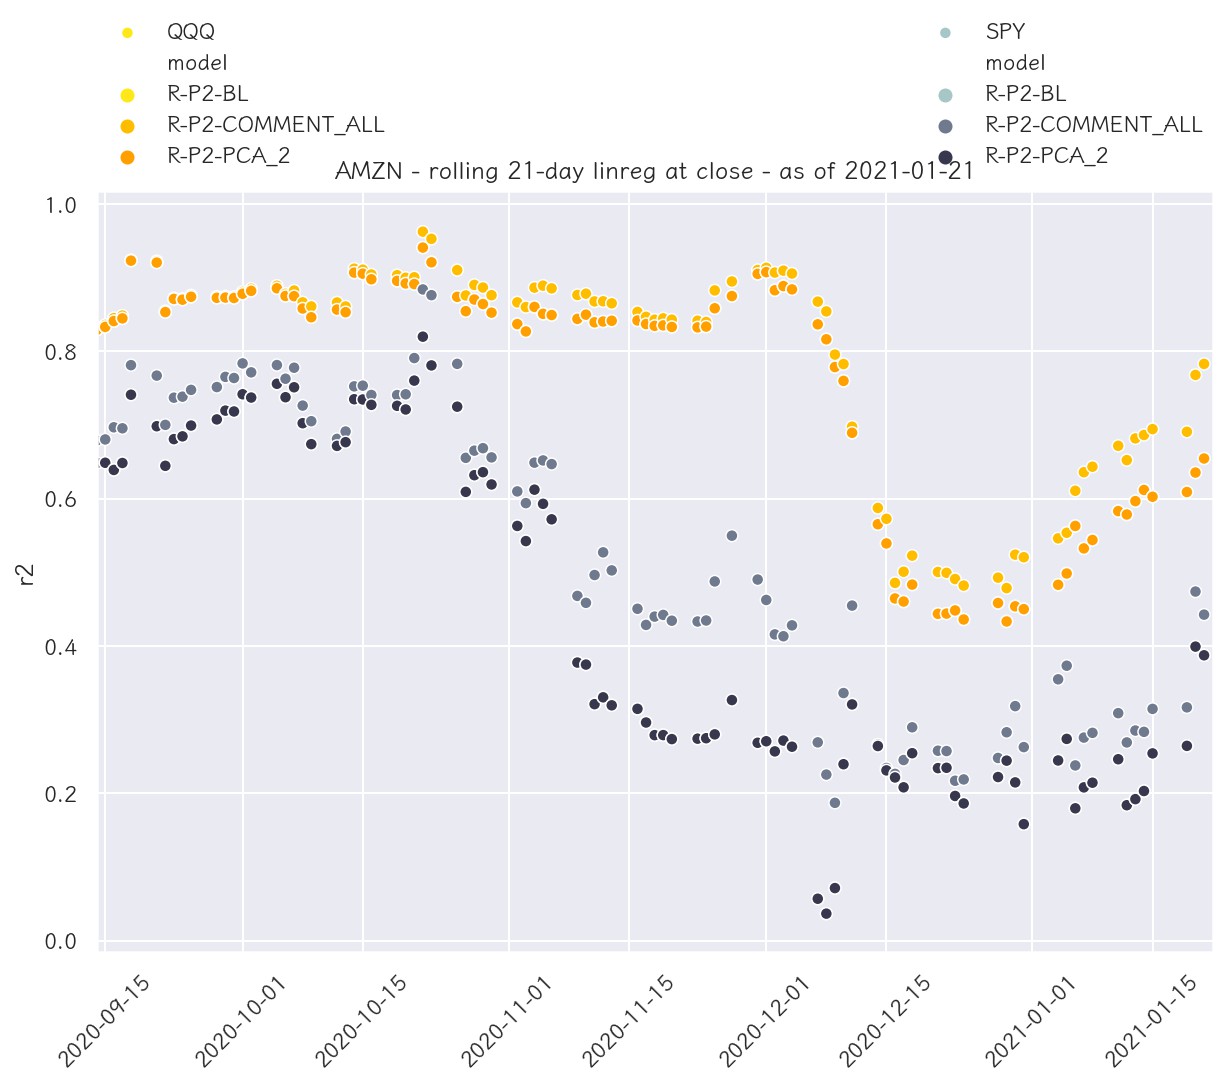 QQQ
model
R-P2-BL
R-P2-COMMENT_ALL
R-P2-PCA_2
SPY
model
R-P2-BL
R-P2-COMMENT_ALL
R-P2-PCA_2
AMZN - rolling 21-day linreg at close - as of 2021-01-21
1.0
0.8
0.6
0.4
0.2
0.0
r2
2020-09-15
2020-10-01
2020-10-15
2020-11-01
2020-11-15
2020-12-01
2020-12-15
2021-01-01
2021-01-15